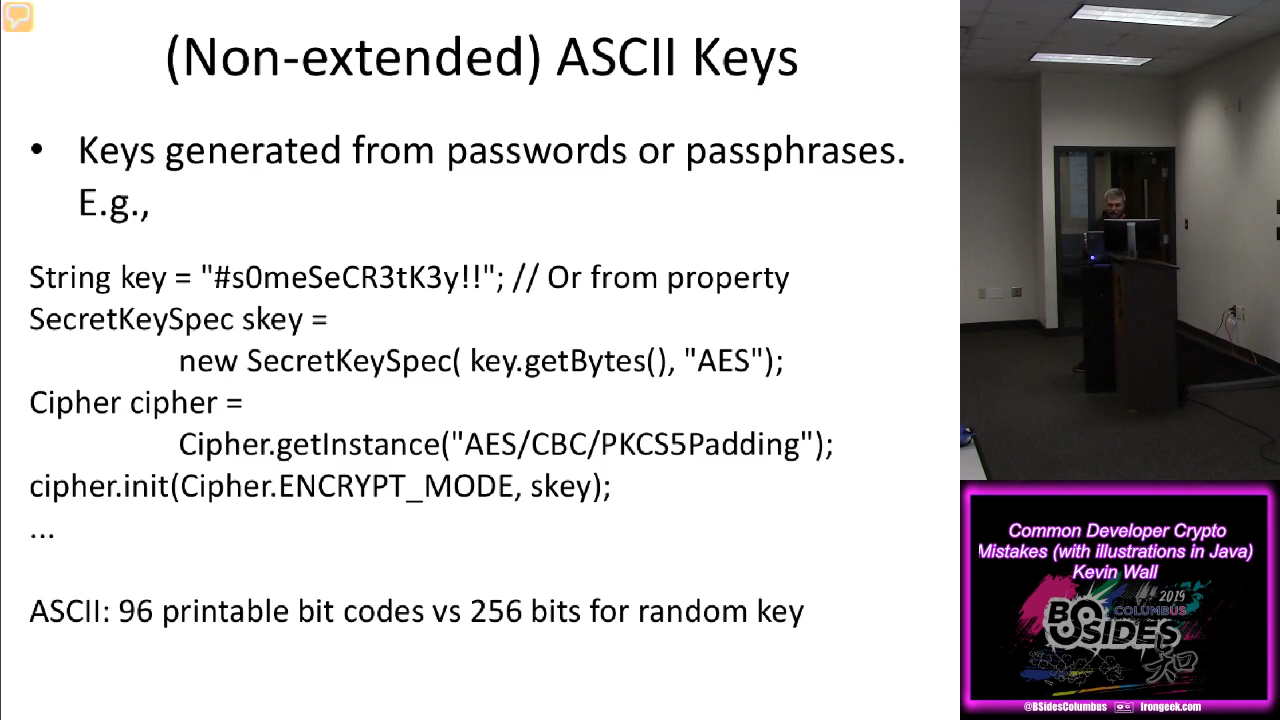 (Non-extended) ASCII Keys
• Keys generated from passwords or passphrases.
E.g.,
String key = "#s0meSeCR3tK3y!!"; // Or from property
SecretKeySpec skey =
new SecretKeySpec( key.getBytes(), "AES");
Cipher cipher =
Cipher.getInstance("AES/CBC/PKCS5Padding");
cipher.init(Cipher.ENCRYPT_MODE, skey);
...
ASCII: 96 printable bit codes vs 256 bits for random key
Common Developer Crypto
Mistakes (with illustrations in Java)
Kevin Wall
2019
COLUMBUS
BSIDES
@BSidesColumbus Irongeek.com